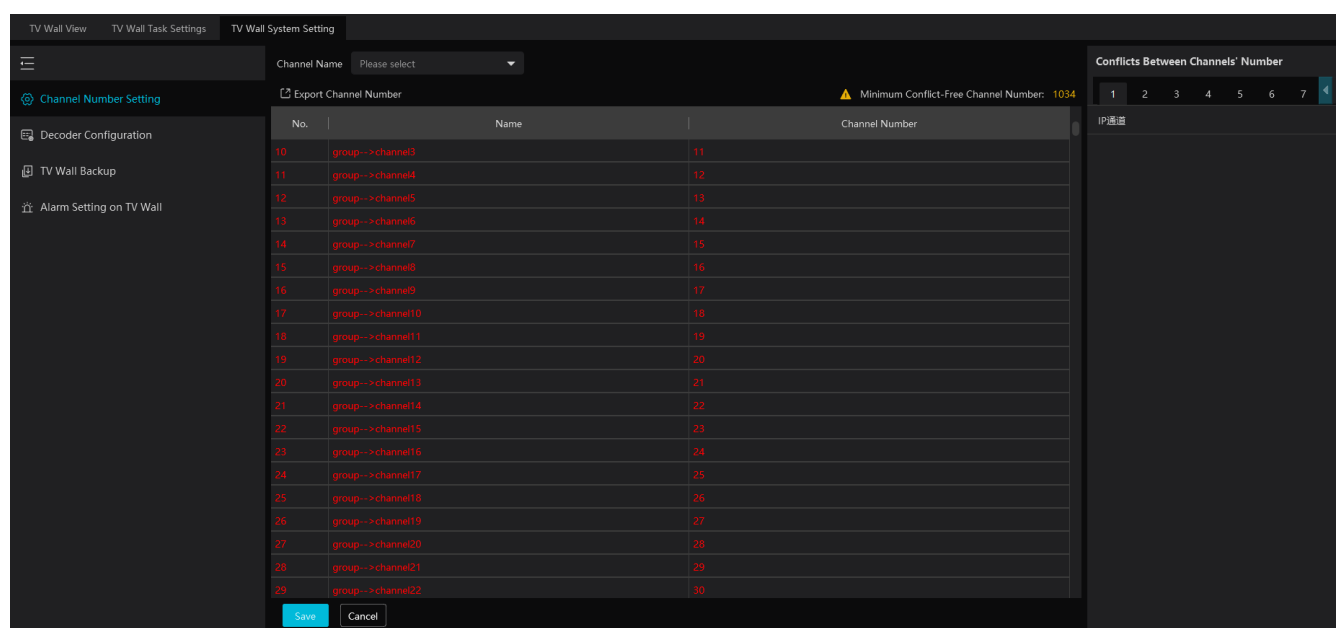 TV Wall View TV Wall Task Settings TV Wall System Setting
Channel Number Setting
Decoder Configuration
TV Wall Backup
Alarm Setting on TV Wall
Channel Name Please select
Export Channel Number Minimum Conflict-Free Channel Number: 1034
No. Name Channel Number
10 group-->channel3 11
11 group-->channel4 12
12 group-->channel5 13
13 group-->channel6 14
14 group-->channel7 15
15 group-->channel8 16
16 group-->channel9 17
17 group-->channel10 18
18 group-->channel11 19
19 group-->channel12 20
20 group-->channel13 21
21 group-->channel14 22
22 group-->channel15 23
23 group-->channel16 24
24 group-->channel17 25
25 group-->channel18 26
26 group-->channel19 27
27 group-->channel20 28
28 group-->channel21 29
29 group-->channel22 30
Save Cancel
Conflicts Between Channels' Number
1 2 3 4 5 6 7
IP通道